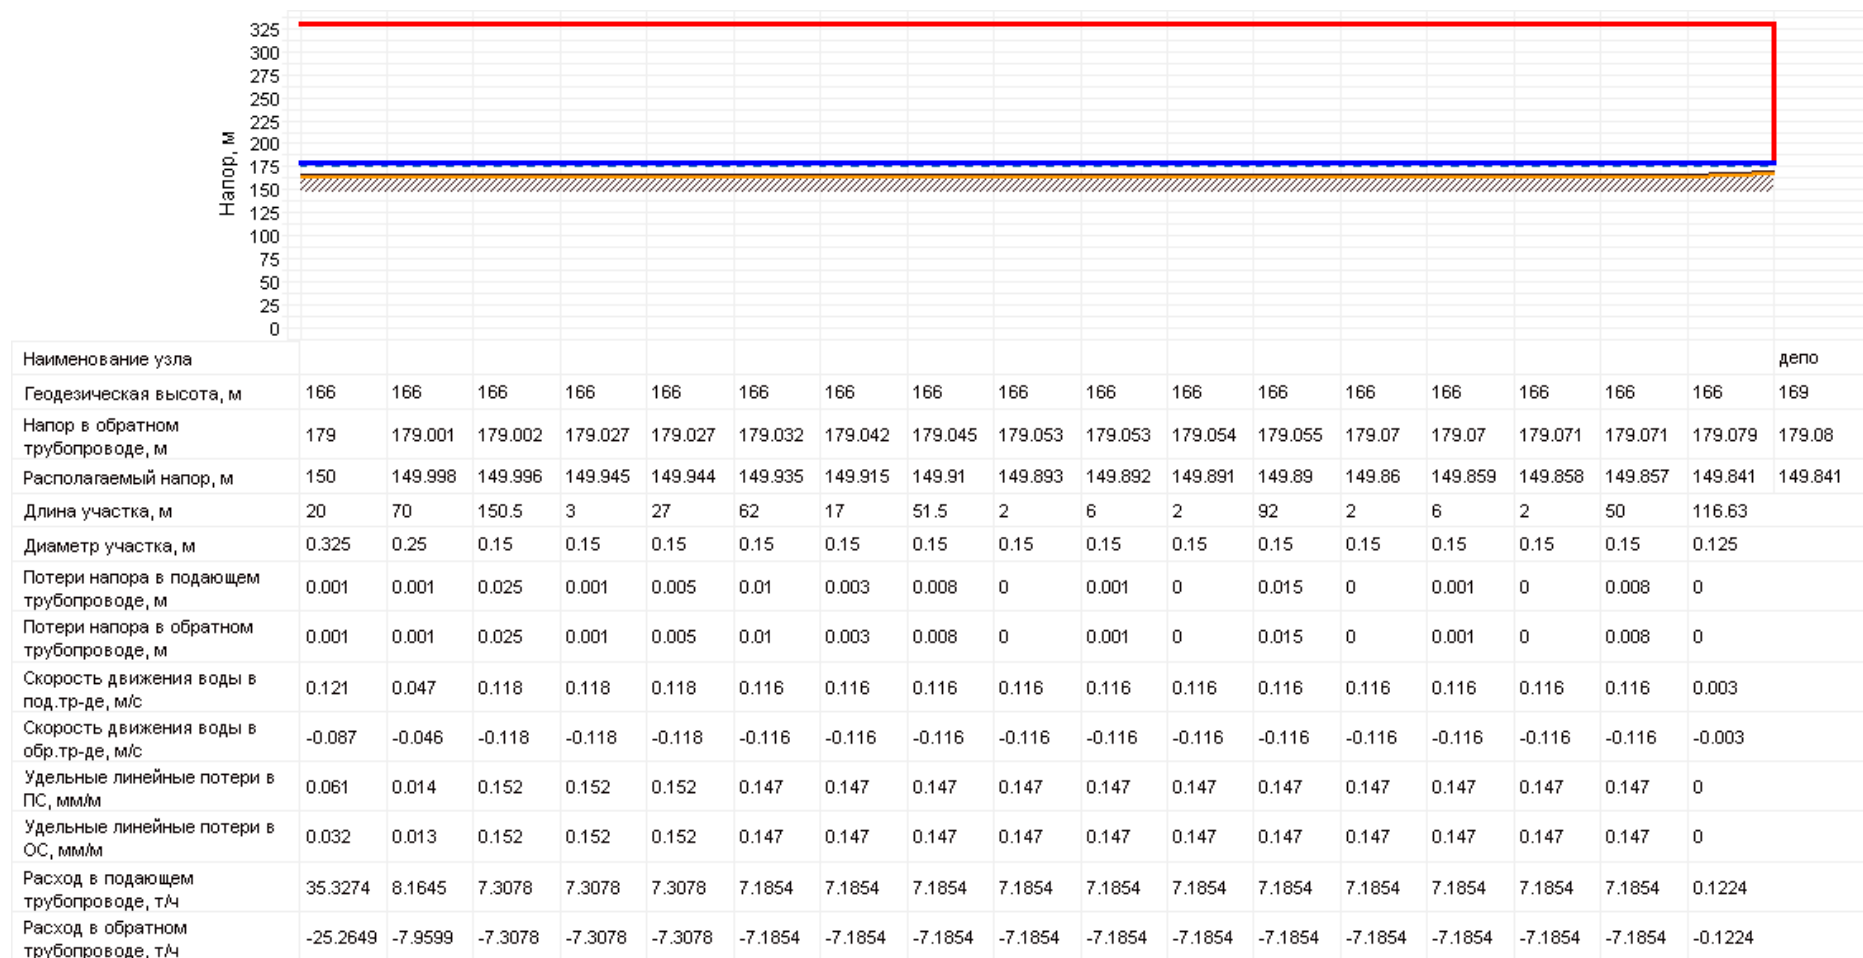 325
300
275
250
225
200
175
150
125
100
75
50
25
0
Напор, м
Наименование узла депо
Геодезическая высота, м 166 166 166 166 166 166 166 166 166 166 166 166 166 166 166 166 166 169
Напор в обратном
трубопроводе, м 179 179.001 179.002 179.027 179.027 179.032 179.042 179.045 179.053 179.053 179.054 179.055 179.07 179.07 179.071 179.071 179.079 179.08
Располагаемый напор, м 150 149.998 149.996 149.945 149.944 149.935 149.915 149.91 149.893 149.892 149.891 149.89 149.86 149.859 149.858 149.857 149.841 149.841
Длина участка, м 20 70 150.5 3 27 62 17 51.5 2 6 2 92 2 6 2 50 116.63
Диаметр участка, м 0.325 0.25 0.15 0.15 0.15 0.15 0.15 0.15 0.15 0.15 0.15 0.15 0.15 0.15 0.15 0.15 0.125
Потери напора в подающем
трубопроводе, м 0.001 0.001 0.025 0.001 0.005 0.01 0.003 0.008 0 0.001 0 0.015 0 0.001 0 0.008 0
Потери напора в обратном
трубопроводе, м 0.001 0.001 0.025 0.001 0.005 0.01 0.003 0.008 0 0.001 0 0.015 0 0.001 0 0.008 0
Скорость движения воды в
под.тр-де, м/с 0.121 0.047 0.118 0.118 0.118 0.116 0.116 0.116 0.116 0.116 0.116 0.116 0.116 0.116 0.116 0.116 0.003
Скорость движения воды в
обр.тр-де, м/с -0.087 -0.046 -0.118 -0.118 -0.118 -0.116 -0.116 -0.116 -0.116 -0.116 -0.116 -0.116 -0.116 -0.116 -0.116 -0.116 -0.003
Удельные линейные потери в
ПС, мм/м 0.061 0.014 0.152 0.152 0.152 0.147 0.147 0.147 0.147 0.147 0.147 0.147 0.147 0.147 0.147 0.147 0
Удельные линейные потери в
ОС, мм/м 0.032 0.013 0.152 0.152 0.152 0.147 0.147 0.147 0.147 0.147 0.147 0.147 0.147 0.147 0.147 0.147 0
Расход в подающем
трубопроводе, т/ч 35.3274 8.1645 7.3078 7.3078 7.3078 7.1854 7.1854 7.1854 7.1854 7.1854 7.1854 7.1854 7.1854 7.1854 7.1854 7.1854 0.1224
Расход в обратном
трубопроводе, т/ч -25.2649 -7.9599 -7.3078 -7.3078 -7.3078 -7.1854 -7.1854 -7.1854 -7.1854 -7.1854 -7.1854 -7.1854 -7.1854 -7.1854 -7.1854 -7.1854 -0.1224